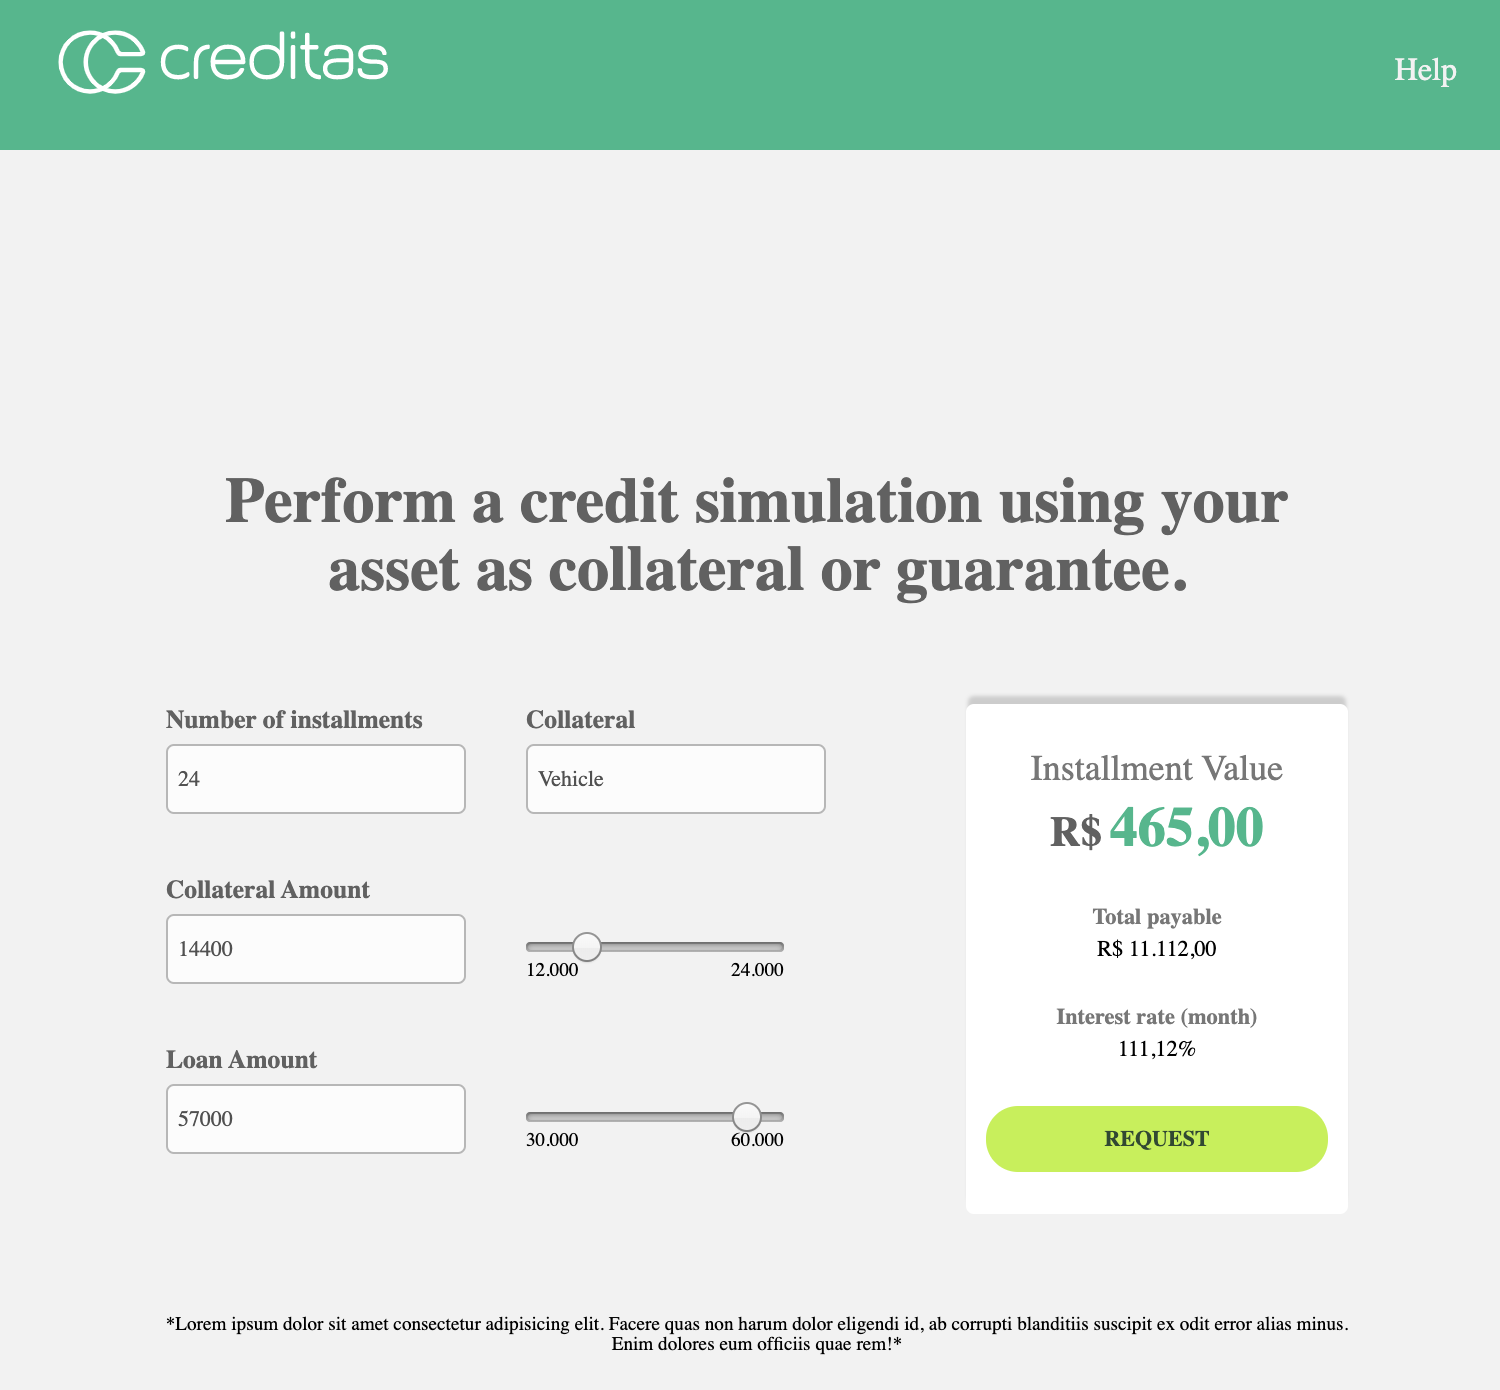 creditas
Help
Perform a credit simulation using your
asset as collateral or guarantee.
Number of installments
24
Collateral
Vehicle
Collateral Amount
14400
12.000 24.000
Loan Amount
57000
30.000 60.000
Installment Value
R$ 465,00
Total payable
R$ 11.112,00
Interest rate (month)
111,12%
REQUEST
*Lorem ipsum dolor sit amet consectetur adipisicing elit. Facere quas non harum dolor eligendi id, ab corrupti blanditiis suscipit ex odit error alias minus.
Enim dolores eum officiis quae rem!*